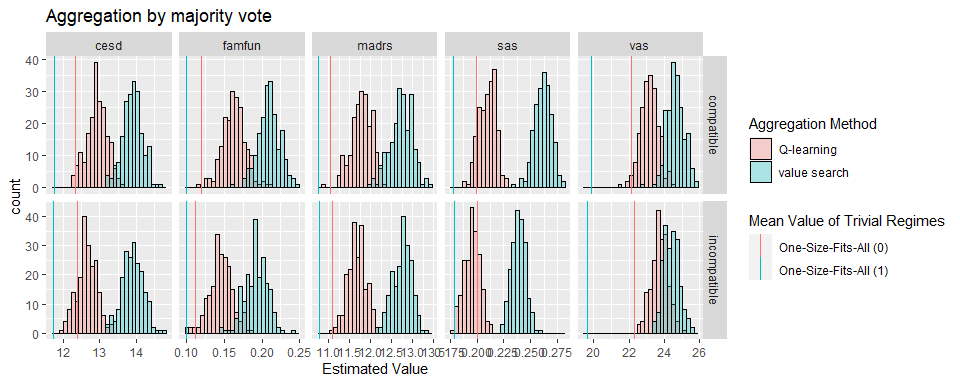 Aggregation by majority vote
cesd famfun madrs sas vas
40
30
20
10
0
compatible
40
30
20
10
0
incompatible
count
12 13 14 0.10 0.15 0.20 0.25 11.0 11.5 12.0 12.5 13.0 13.5 0.175 0.200 0.225 0.250 0.275 20 22 24 26
Estimated Value
Aggregation Method
Q-learning
value search
Mean Value of Trivial Regimes
One-Size-Fits-All (0)
One-Size-Fits-All (1)